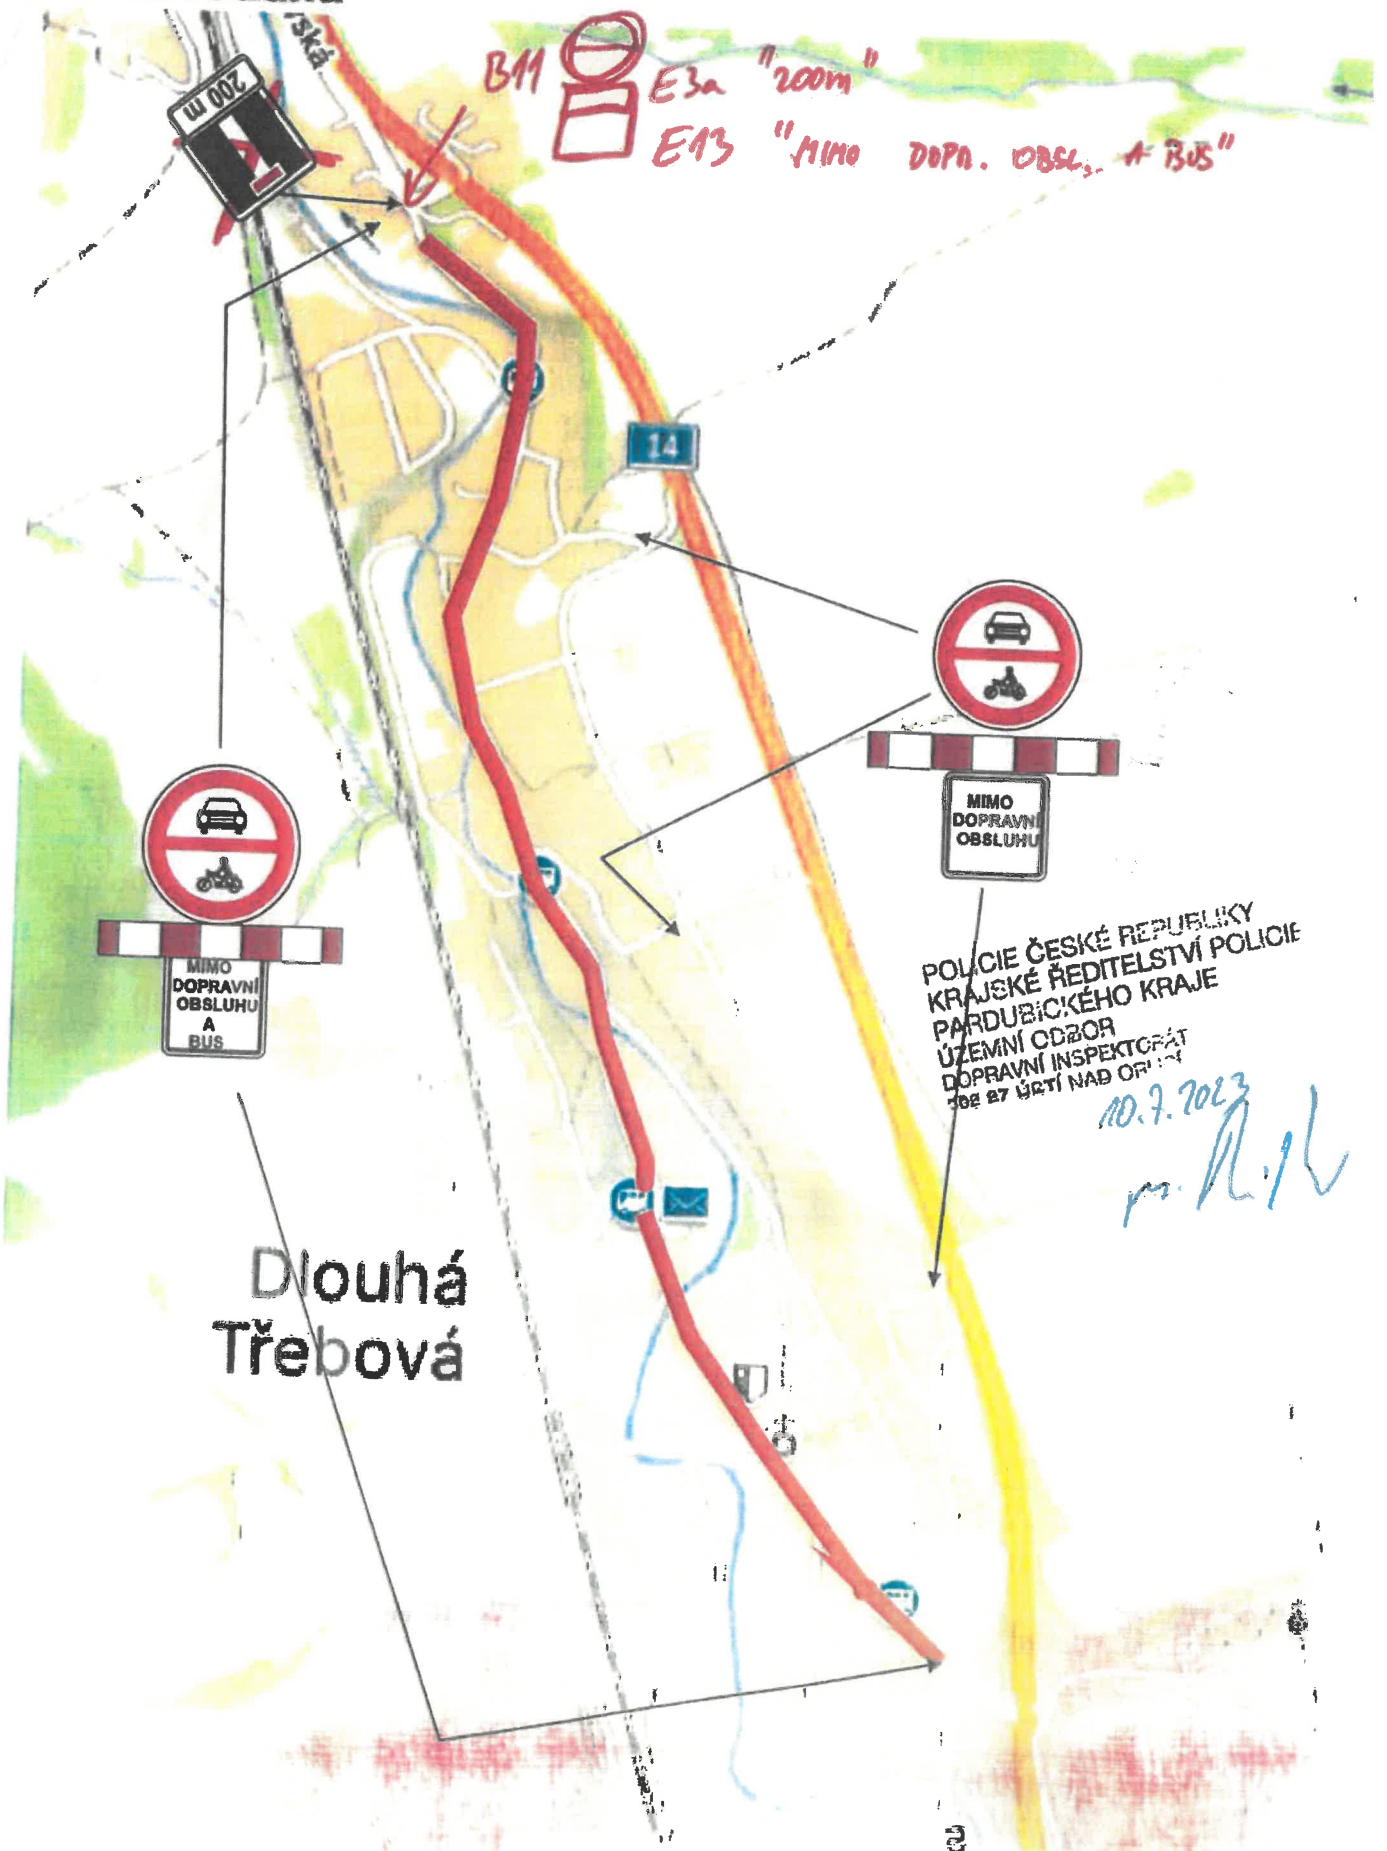 B11
E3a "200m"
E13 "MIMO DOPR. OBSL. A BUS"
200 m
14
MIMO
DOPRAVNÍ
OBSLUHU
MIMO
DOPRAVNÍ
OBSLUHU
A
BUS
POLICIE ČESKÉ REPUBLIKY
KRAJSKÉ ŘEDITELSTVÍ POLICIE
PARDUBICKÉHO KRAJE
ÚZEMNÍ ODBOR
DOPRAVNÍ INSPEKTORÁT
ÚSTÍ NAD ORLICÍ
10.7.2023
Dlouhá
Třebová